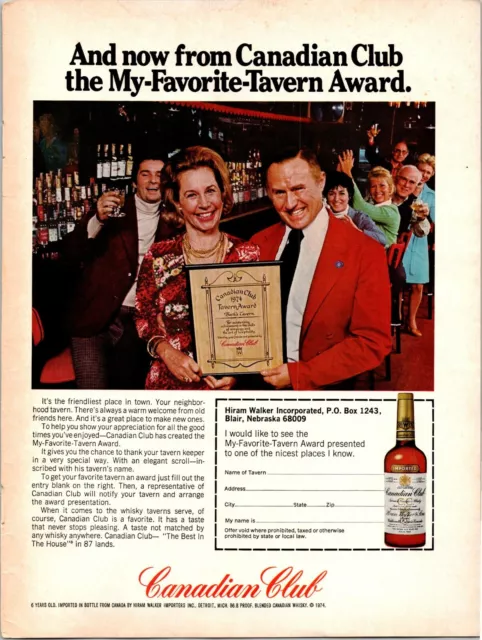 And now from Canadian Club
the My-Favorite-Tavern Award.
Canadian Club
1974
Tavern Award
Canadian Club
It's the friendliest place in town. Your neighbor-
hood tavern. There's always a warm welcome from old
friends here. And it's a great place to make new ones.
To help you show your appreciation for all the good
times you've enjoyed—Canadian Club has created the
My-Favorite-Tavern Award.
It gives you the chance to thank your tavern keeper
in a very special way. With an elegant scroll—in-
scribed with his tavern's name.
To get your favorite tavern an award just fill out the
entry blank on the right. Then, a representative of
Canadian Club will notify your tavern and arrange
the award presentation.
When it comes to the whisky taverns serve, of
course, Canadian Club is a favorite. It has a taste
that never stops pleasing. A taste not matched by
any whisky anywhere. Canadian Club— "The Best In
The House"® in 87 lands.
Hiram Walker Incorporated, P.O. Box 1243,
Blair, Nebraska 68009
I would like to see the
My-Favorite-Tavern Award presented
to one of the nicest places I know.
Name of Tavern
Address
City State Zip
My name is
Offer void where prohibited, taxed or otherwise
prohibited by state or local law.
IMPORTED
Canadian Club
Canadian Club
6 YEARS OLD. IMPORTED IN BOTTLE FROM CANADA BY HIRAM WALKER IMPORTERS INC., DETROIT, MICH. 86.8 PROOF. BLENDED CANADIAN WHISKY. © 1974.